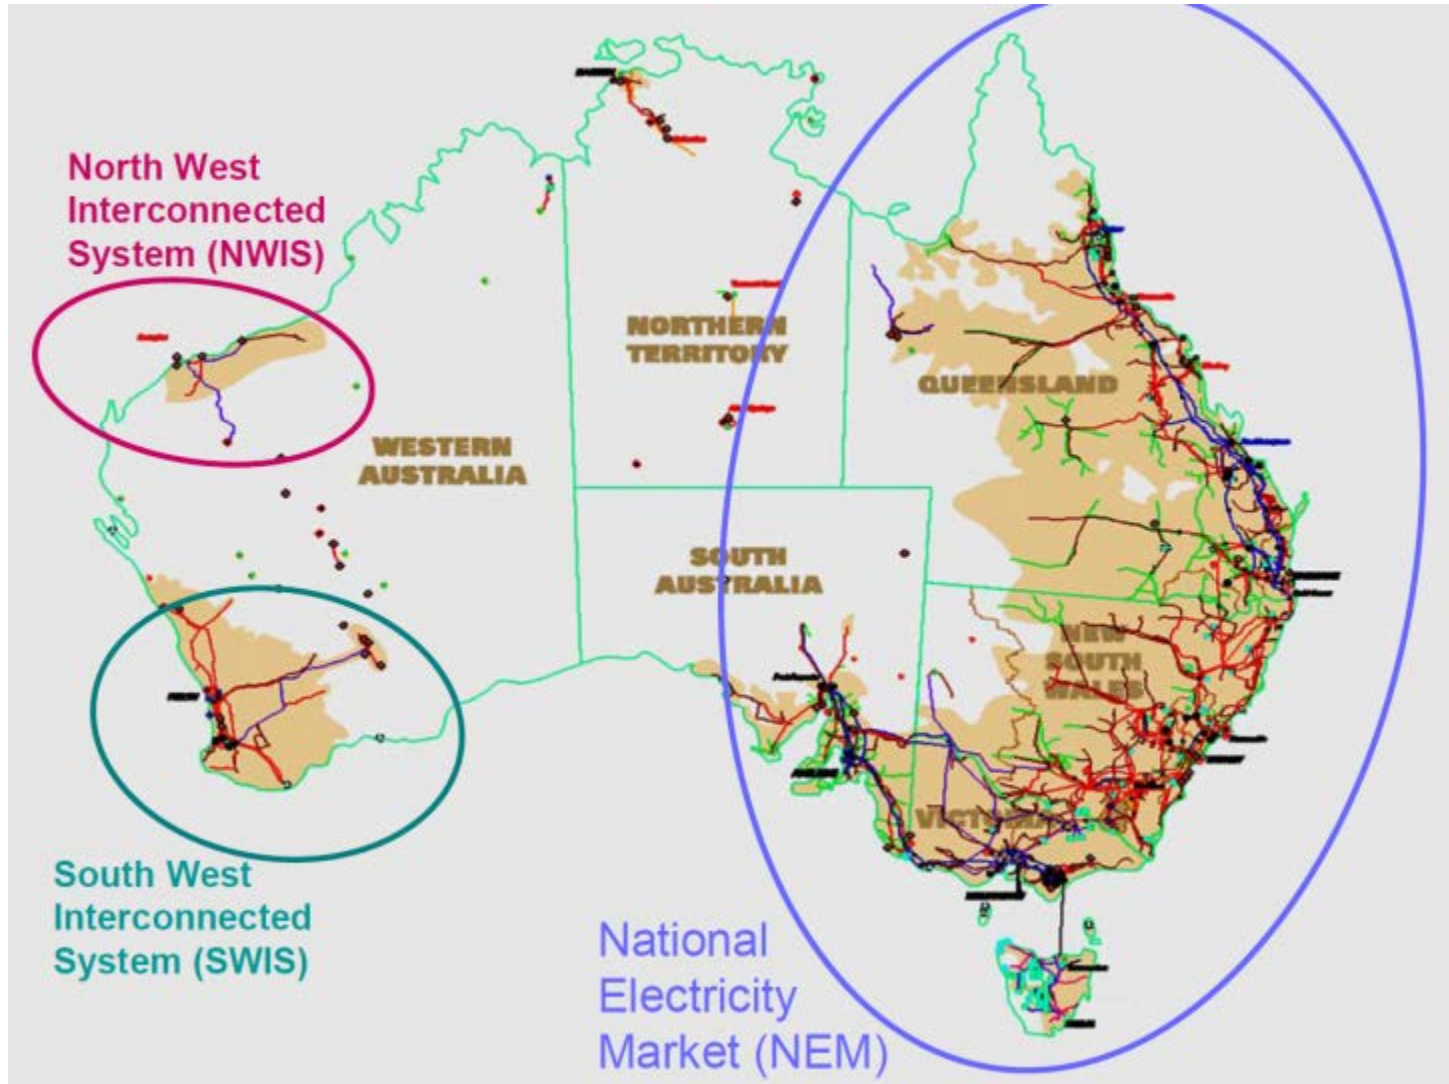 North West
Interconnected
System (NWIS)
NORTHERN
TERRITORY
QUEENSLAND
WESTERN
AUSTRALIA
SOUTH
AUSTRALIA
NEW
SOUTH
WALES
VICTORIA
South West
Interconnected
System (SWIS)
National
Electricity
Market (NEM)